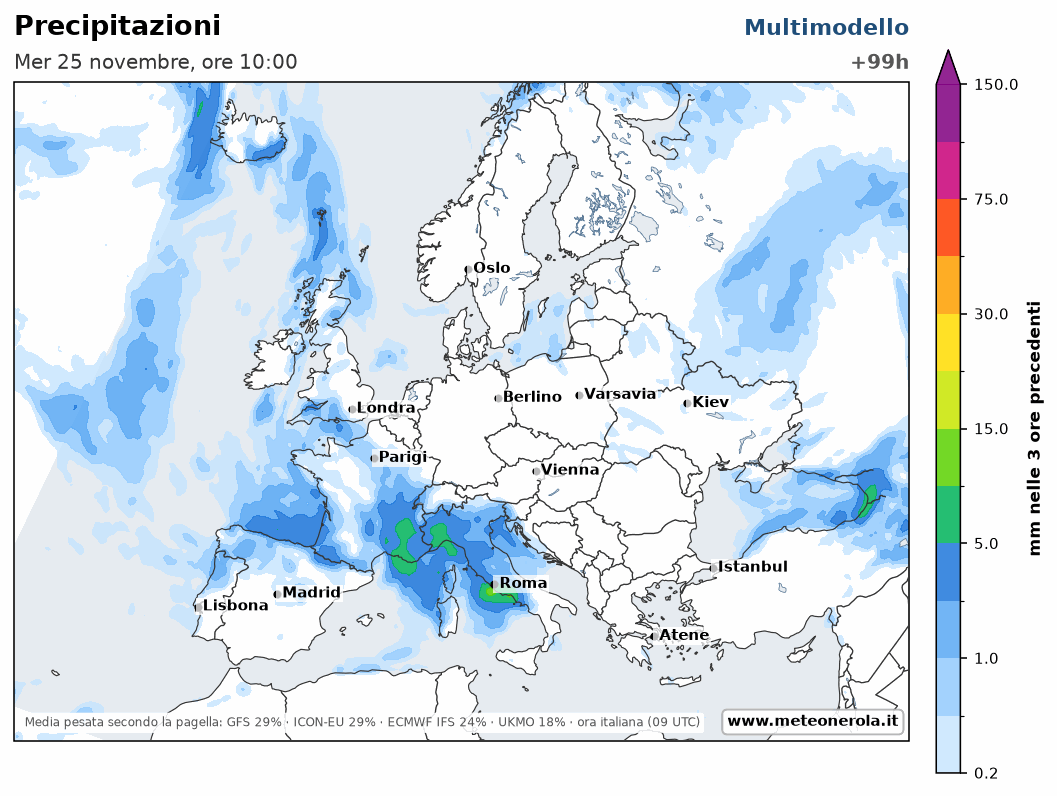 Precipitazioni
Multimodello
Mer 25 novembre, ore 10:00
+99h
150.0
75.0
30.0
15.0
5.0
1.0
0.2
mm nelle 3 ore precedenti
Oslo
Berlino
Varsavia
Kiev
Londra
Parigi
Vienna
Istanbul
Roma
Madrid
Lisbona
Atene
Media pesata secondo la pagella: GFS 29% · ICON-EU 29% · ECMWF IFS 24% · UKMO 18% · ora italiana (09 UTC)
www.meteonerola.it